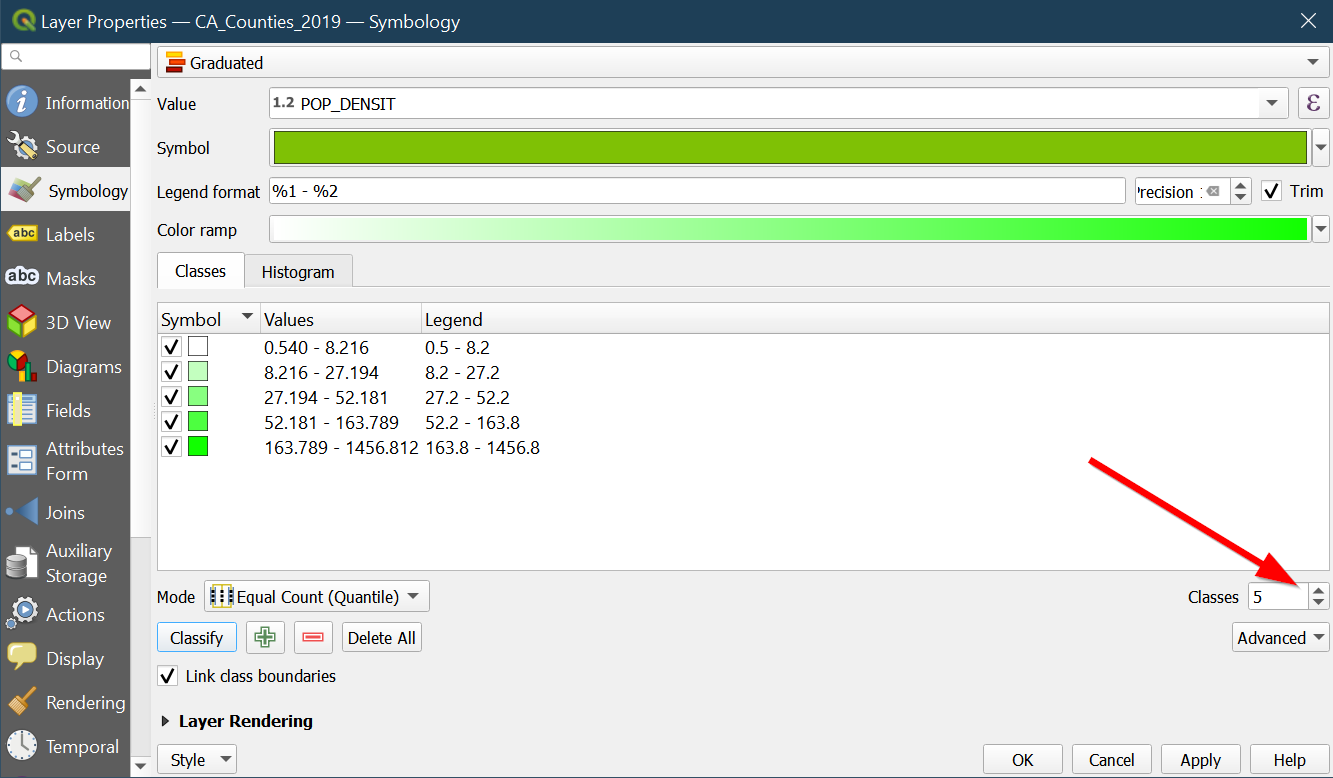 Layer Properties — CA_Counties_2019 — Symbology
Graduated
Information
Source
Symbology
Labels
Masks
3D View
Diagrams
Fields
Attributes
Form
Joins
Auxiliary
Storage
Actions
Display
Rendering
Temporal
Value
1.2 POP_DENSIT
ε
Symbol
Legend format
%1 - %2
recision
Trim
Color ramp
Classes
Histogram
Symbol Values Legend
0.540 - 8.216 0.5 - 8.2
8.216 - 27.194 8.2 - 27.2
27.194 - 52.181 27.2 - 52.2
52.181 - 163.789 52.2 - 163.8
163.789 - 1456.812 163.8 - 1456.8
Mode Equal Count (Quantile)
Classes 5
Classify
Delete All
Advanced
Link class boundaries
Layer Rendering
Style
OK
Cancel
Apply
Help
abc
abc